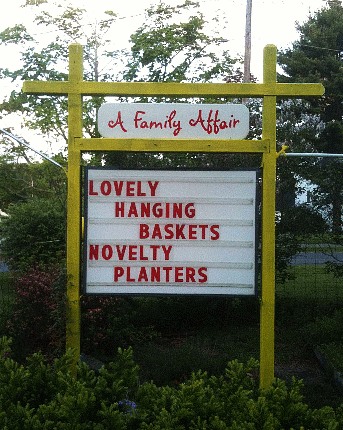 A Family Affair
LOVELY
HANGING
BASKETS
NOVELTY
PLANTERS